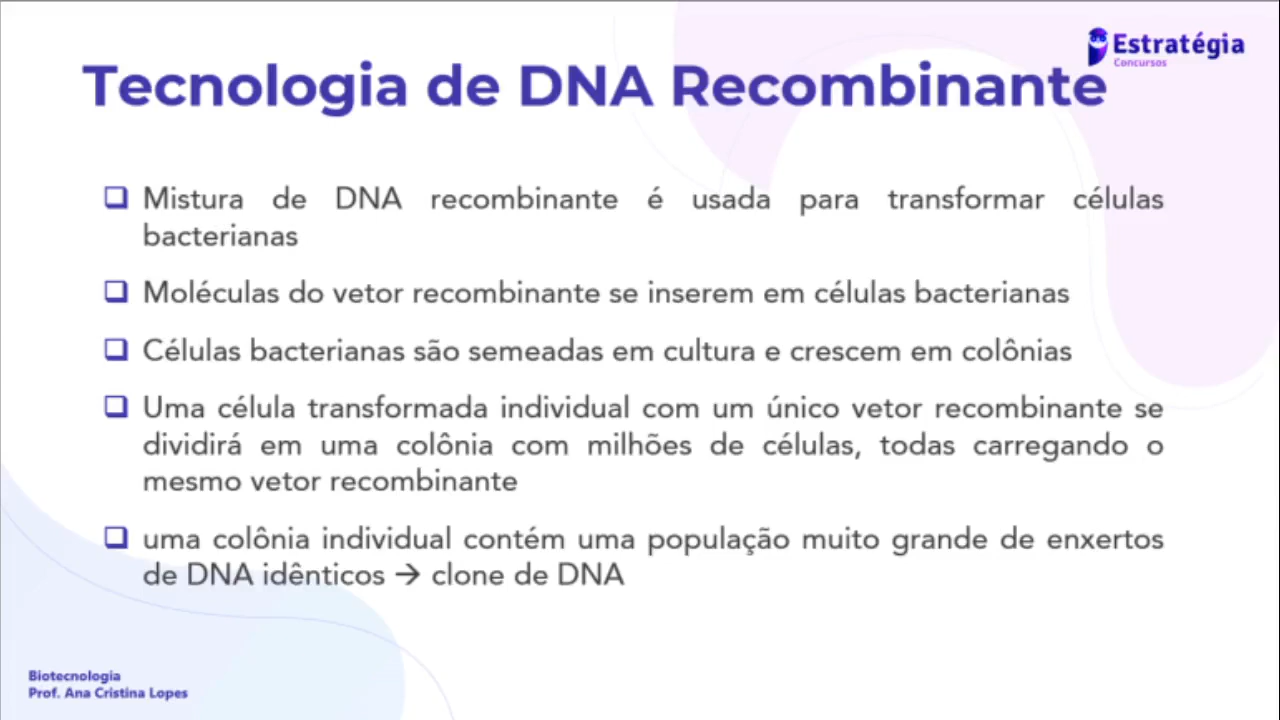 Estratégia
Concursos
Tecnologia de DNA Recombinante
Mistura de DNA recombinante é usada para transformar células
bacterianas
Moléculas do vetor recombinante se inserem em células bacterianas
Células bacterianas são semeadas em cultura e crescem em colônias
Uma célula transformada individual com um único vetor recombinante se
dividirá em uma colônia com milhões de células, todas carregando o
mesmo vetor recombinante
uma colônia individual contém uma população muito grande de enxertos
de DNA idênticos → clone de DNA
Biotecnologia
Prof. Ana Cristina Lopes